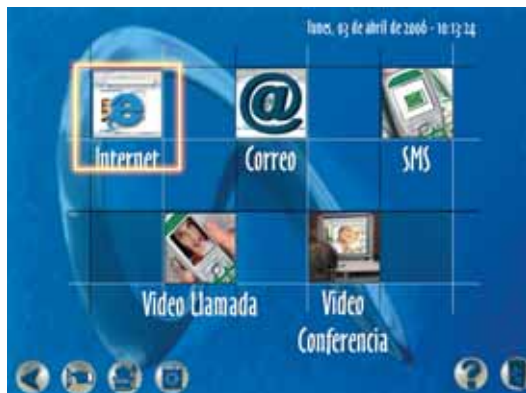 lunes, 03 de abril de 2006 - 10:13:24
Internet
Correo
SMS
Video Llamada
Video
Conferencia